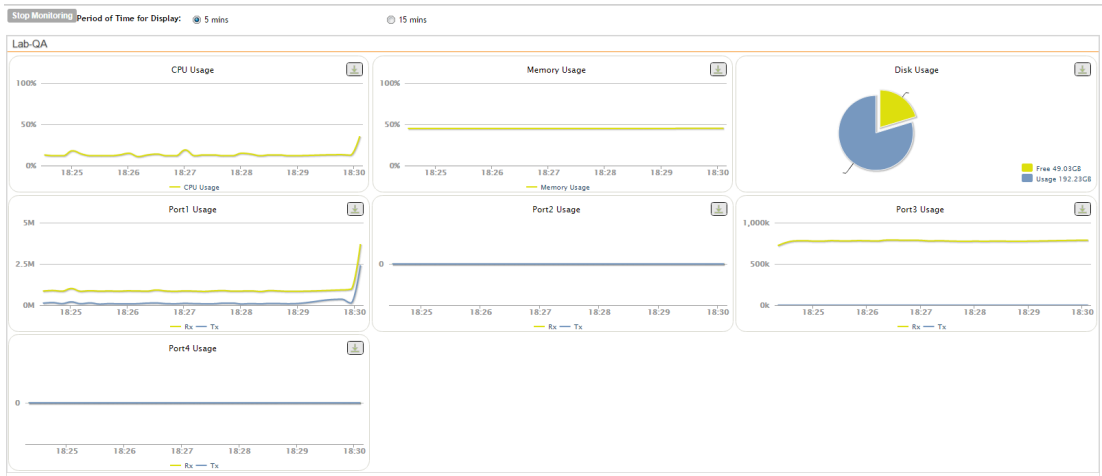 Stop Monitoring Period of Time for Display: 5 mins 15 mins
Lab-QA
CPU Usage
100%
50%
0%
18:25 18:26 18:27 18:28 18:29 18:30
CPU Usage
Memory Usage
100%
50%
0%
18:25 18:26 18:27 18:28 18:29 18:30
Memory Usage
Disk Usage
Free 49.03GB
Usage 192.23GB
Port1 Usage
5M
2.5M
0M
18:25 18:26 18:27 18:28 18:29 18:30
Rx Tx
Port2 Usage
0
18:25 18:26 18:27 18:28 18:29 18:30
Rx Tx
Port3 Usage
1,000k
500k
0k
18:25 18:26 18:27 18:28 18:29 18:30
Rx Tx
Port4 Usage
0
18:25 18:26 18:27 18:28 18:29 18:30
Rx Tx